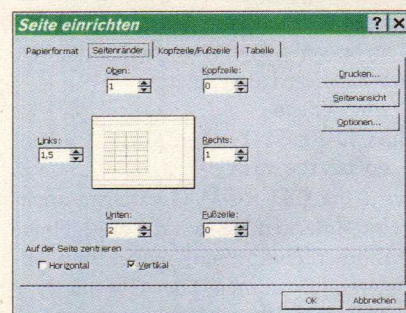 Seite einrichten
Papierformat Seitenränder Kopfzeile/Fußzeile Tabelle
Oben: Kopfzeile:
1 0
Drucken...
Seitenansicht
Optionen...
Links: Rechts:
1,5 1
Unten: Fußzeile:
2 0
Auf der Seite zentrieren
Horizontal Vertikal
OK Abbrechen